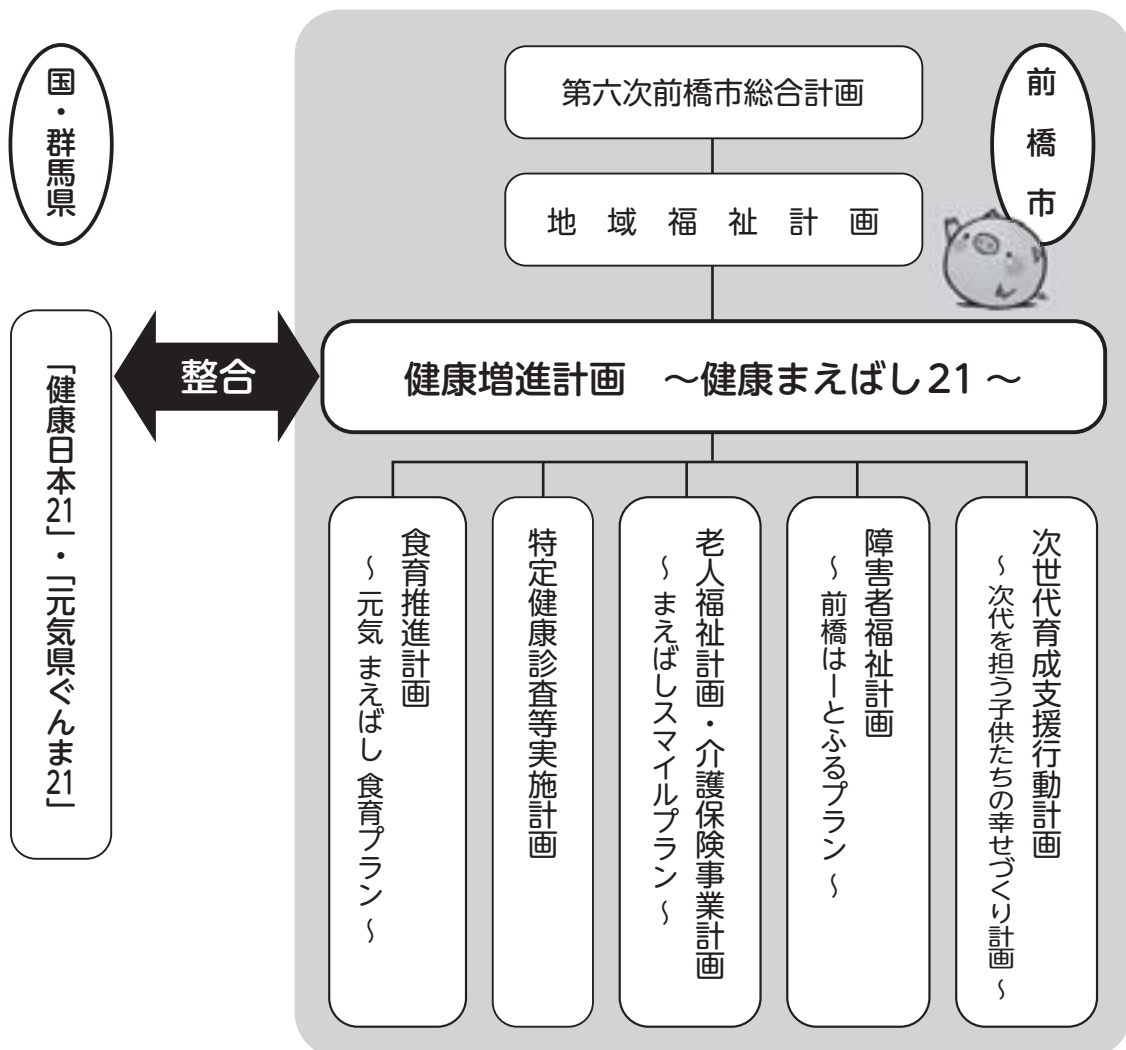 国・群馬県
前橋市
第六次前橋市総合計画
地域福祉計画
「健康日本21」・「元気県ぐんま21」
整合
健康増進計画 ～健康まえばし21～
食育推進計画
～元気 まえばし 食育プラン～
特定健康診査等実施計画
老人福祉計画・介護保険事業計画
～まえばしスマイルプラン～
障害者福祉計画
～前橋はーとふるプラン～
次世代育成支援行動計画
～次代を担う子供たちの幸せづくり計画～